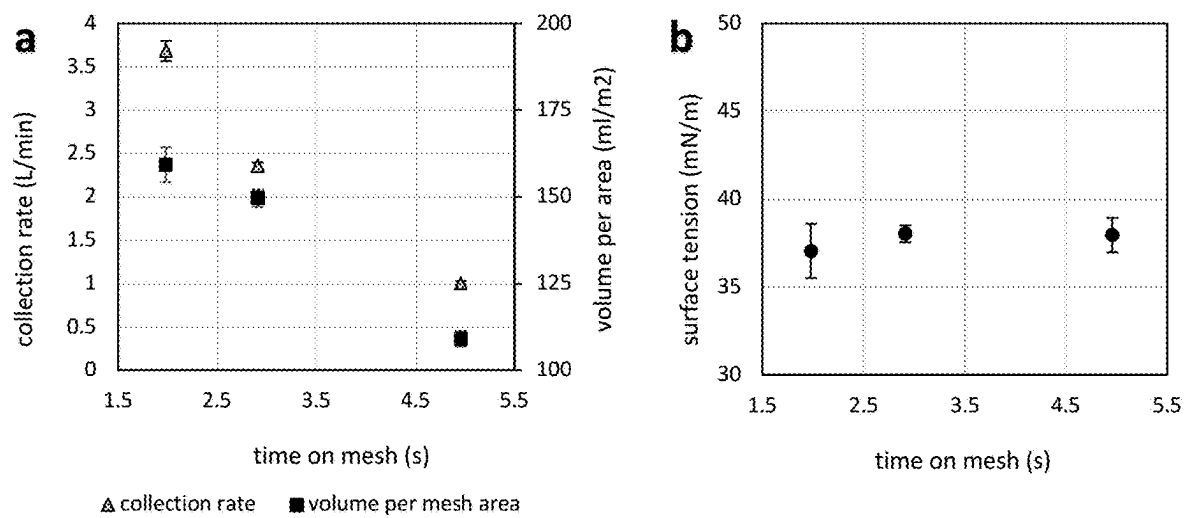 a
4
3.5
3
2.5
2
1.5
1
0.5
0
collection rate (L/min)
200
175
150
125
100
volume per area (ml/m2)
1.5 2.5 3.5 4.5 5.5
time on mesh (s)
collection rate volume per mesh area
b
50
45
40
35
30
surface tension (mN/m)
1.5 2.5 3.5 4.5 5.5
time on mesh (s)